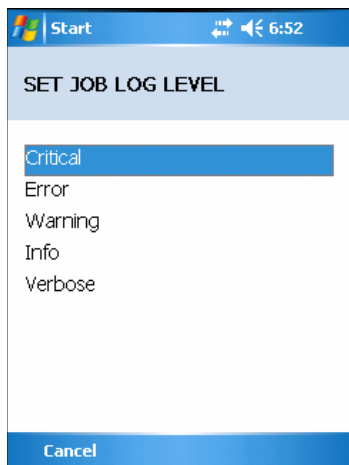 Start 6:52
SET JOB LOG LEVEL
Critical
Error
Warning
Info
Verbose
Cancel